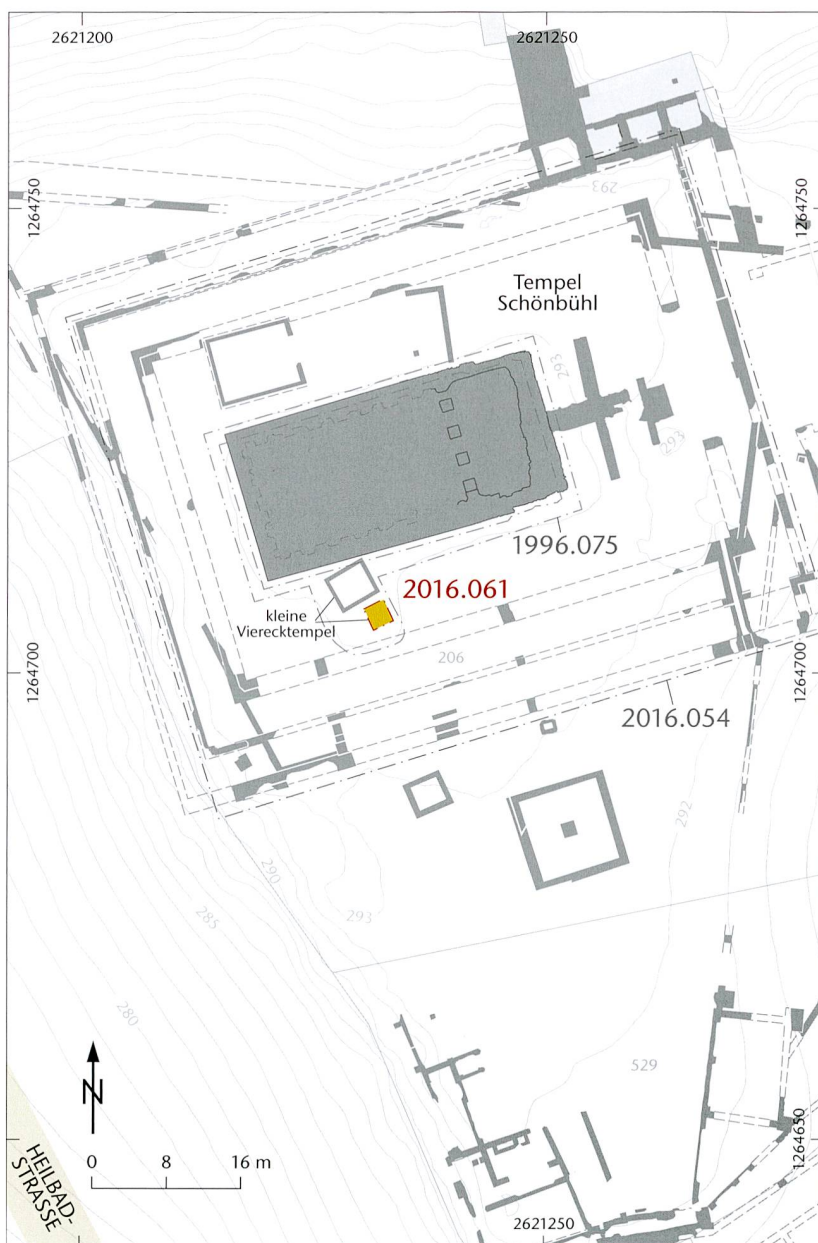 2621200
2621250
1264750
1264750
293
Tempel
Schönbühl
293
293
1996.075
2016.061
kleine
Vierecktempel
206
1264700
1264700
2016.054
292
290
285
293
280
529
N
1264650
0 8 16 m
HEILBAD-
STRASSE
2621250